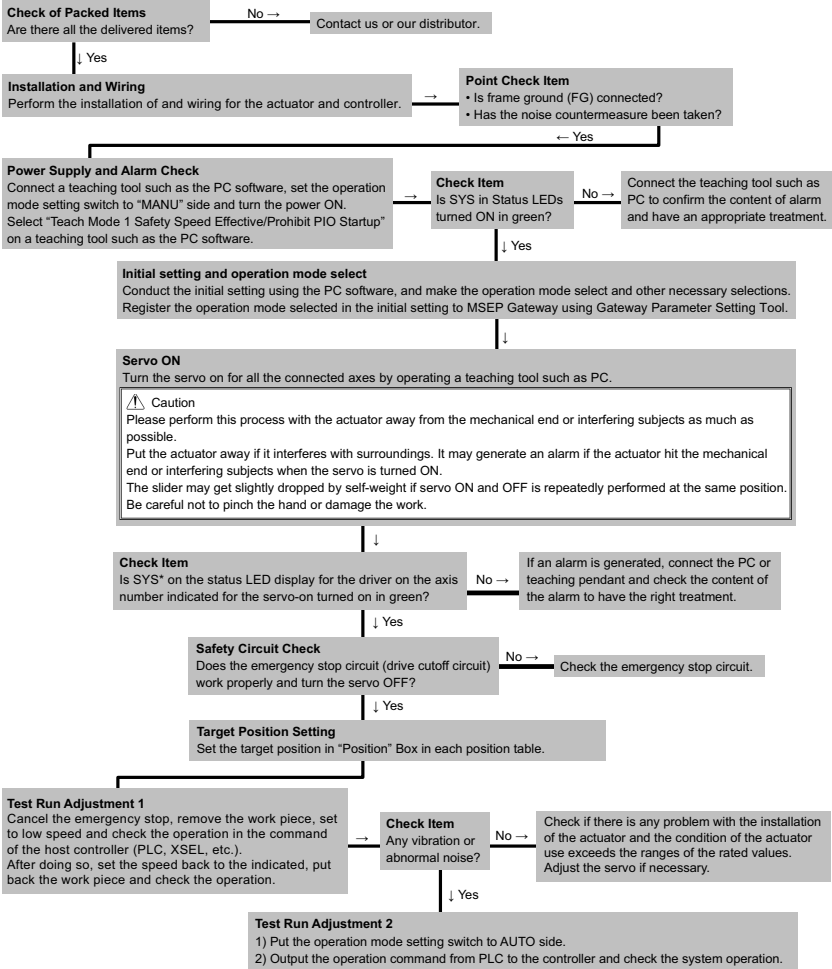 Check of Packed Items
Are there all the delivered items?
No →
Contact us or our distributor.
↓ Yes
Installation and Wiring
Perform the installation of and wiring for the actuator and controller.
→
Point Check Item
• Is frame ground (FG) connected?
• Has the noise countermeasure been taken?
← Yes
Power Supply and Alarm Check
Connect a teaching tool such as the PC software, set the operation
mode setting switch to “MANU” side and turn the power ON.
Select “Teach Mode 1 Safety Speed Effective/Prohibit PIO Startup”
on a teaching tool such as the PC software.
→
Check Item
Is SYS in Status LEDs
turned ON in green?
No →
Connect the teaching tool such as
PC to confirm the content of alarm
and have an appropriate treatment.
↓ Yes
Initial setting and operation mode select
Conduct the initial setting using the PC software, and make the operation mode select and other necessary selections.
Register the operation mode selected in the initial setting to MSEP Gateway using Gateway Parameter Setting Tool.
↓
Servo ON
Turn the servo on for all the connected axes by operating a teaching tool such as PC.
Caution
Please perform this process with the actuator away from the mechanical end or interfering subjects as much as
possible.
Put the actuator away if it interferes with surroundings. It may generate an alarm if the actuator hit the mechanical
end or interfering subjects when the servo is turned ON.
The slider may get slightly dropped by self-weight if servo ON and OFF is repeatedly performed at the same position.
Be careful not to pinch the hand or damage the work.
↓
Check Item
Is SYS* on the status LED display for the driver on the axis
number indicated for the servo-on turned on in green?
No →
If an alarm is generated, connect the PC or
teaching pendant and check the content of
the alarm to have the right treatment.
↓ Yes
Safety Circuit Check
Does the emergency stop circuit (drive cutoff circuit)
work properly and turn the servo OFF?
No →
Check the emergency stop circuit.
↓ Yes
Target Position Setting
Set the target position in “Position” Box in each position table.
Test Run Adjustment 1
Cancel the emergency stop, remove the work piece, set
to low speed and check the operation in the command
of the host controller (PLC, XSEL, etc.).
After doing so, set the speed back to the indicated, put
back the work piece and check the operation.
→
Check Item
Any vibration or
abnormal noise?
No →
Check if there is any problem with the installation
of the actuator and the condition of the actuator
use exceeds the ranges of the rated values.
Adjust the servo if necessary.
↓ Yes
Test Run Adjustment 2
1) Put the operation mode setting switch to AUTO side.
2) Output the operation command from PLC to the controller and check the system operation.